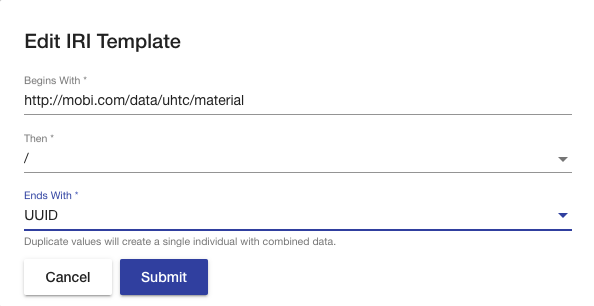 Edit IRI Template
Begins With *
http://mobi.com/data/uhtc/material
Then *
/
Ends With *
UUID
Duplicate values will create a single individual with combined data.
Cancel
Submit